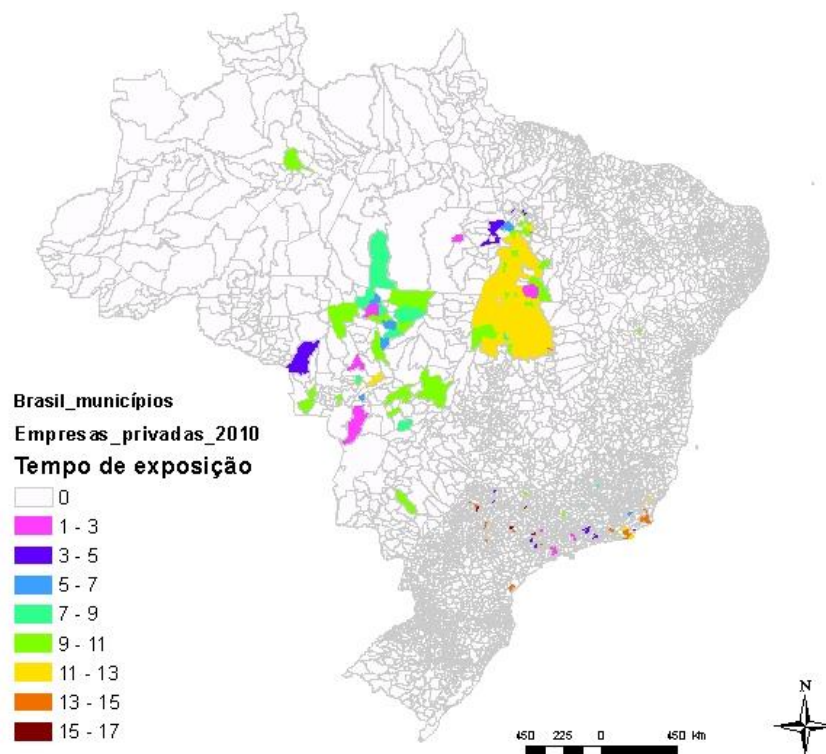 Brasil_municípios
Empresas_privadas_2010
Tempo de exposição
0
1 - 3
3 - 5
5 - 7
7 - 9
9 - 11
11 - 13
13 - 15
15 - 17
N
450 225 0 450 Km